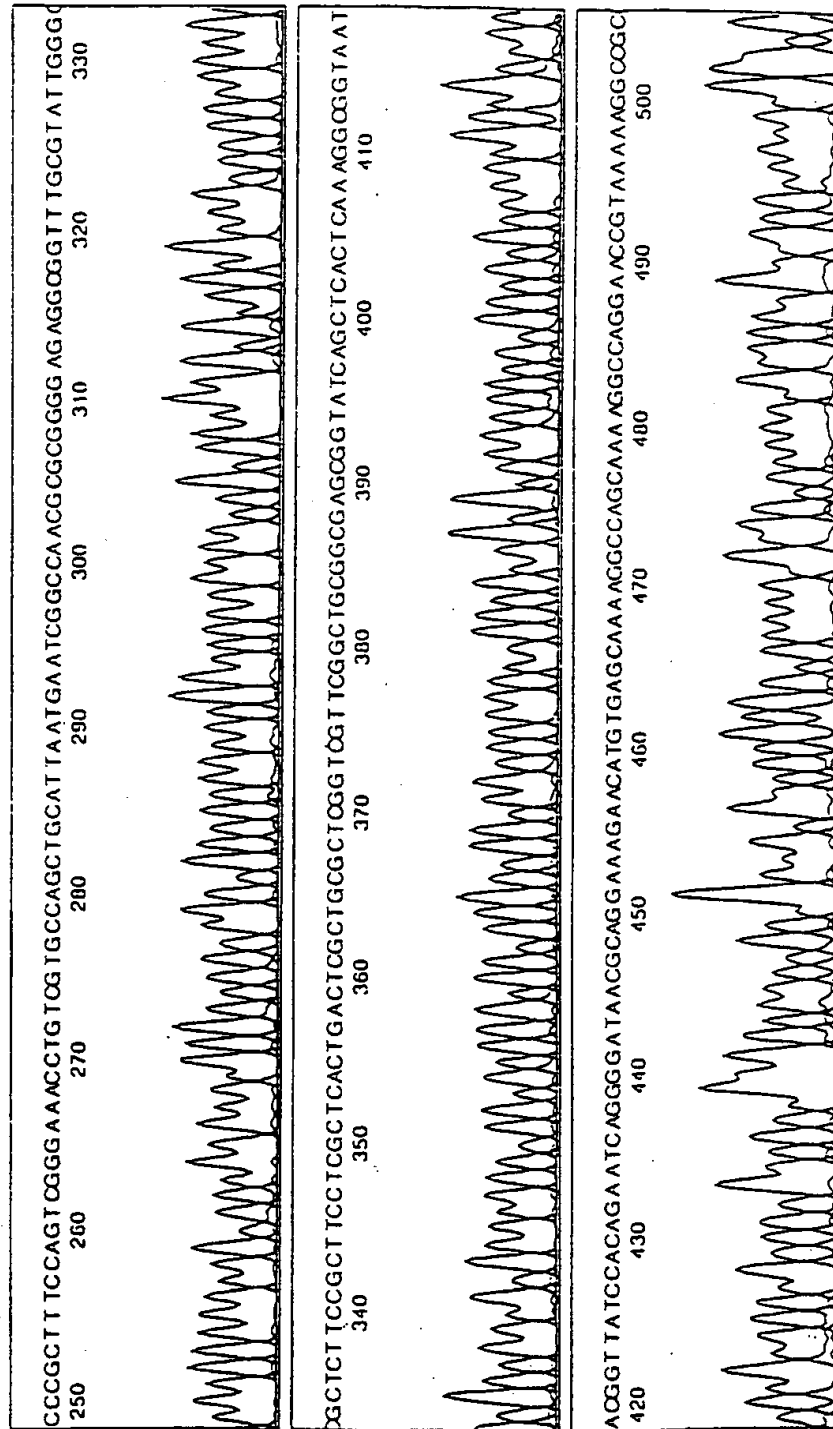 CCCGCTTTCCAGTCGGGAAACCTGTCGTGCCAGCTGCATTAATGAATCGGCCAACGCGCGGGGAGAGGCGGTTTGCGTATTGGGC
250 260 270 280 290 300 310 320 330
CGCTCTTCCGCTTCCTCGCTCACTGACTCGCTGCGCTCGGTCGTTCGGCTGCGGCGAGCGGTATCAGCTCACTCAAAGGCGGTAAT
340 350 360 370 380 390 400 410
ACGGTTATCCACAGAATCAGGGGATAACGCAGGAAAGAACATGTGAGCAAAAGGCCAGCAAAAGGCCAGGAACCGTAAAAAGGCCGC
420 430 440 450 460 470 480 490 500